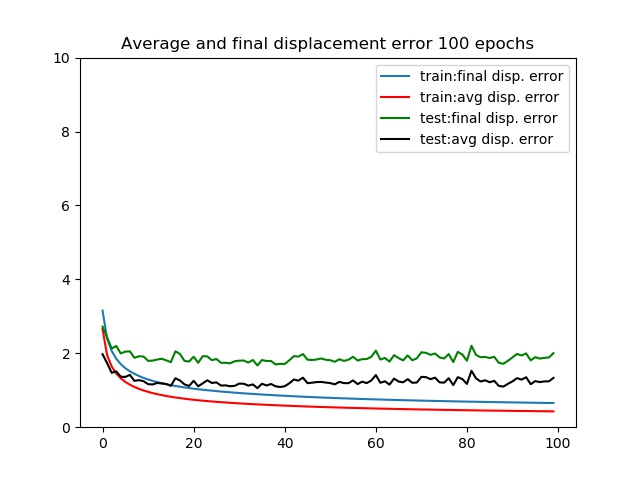 Average and final displacement error 100 epochs
10
8
6
4
2
0
train:final disp. error
train:avg disp. error
test:final disp. error
test:avg disp. error
0 20 40 60 80 100